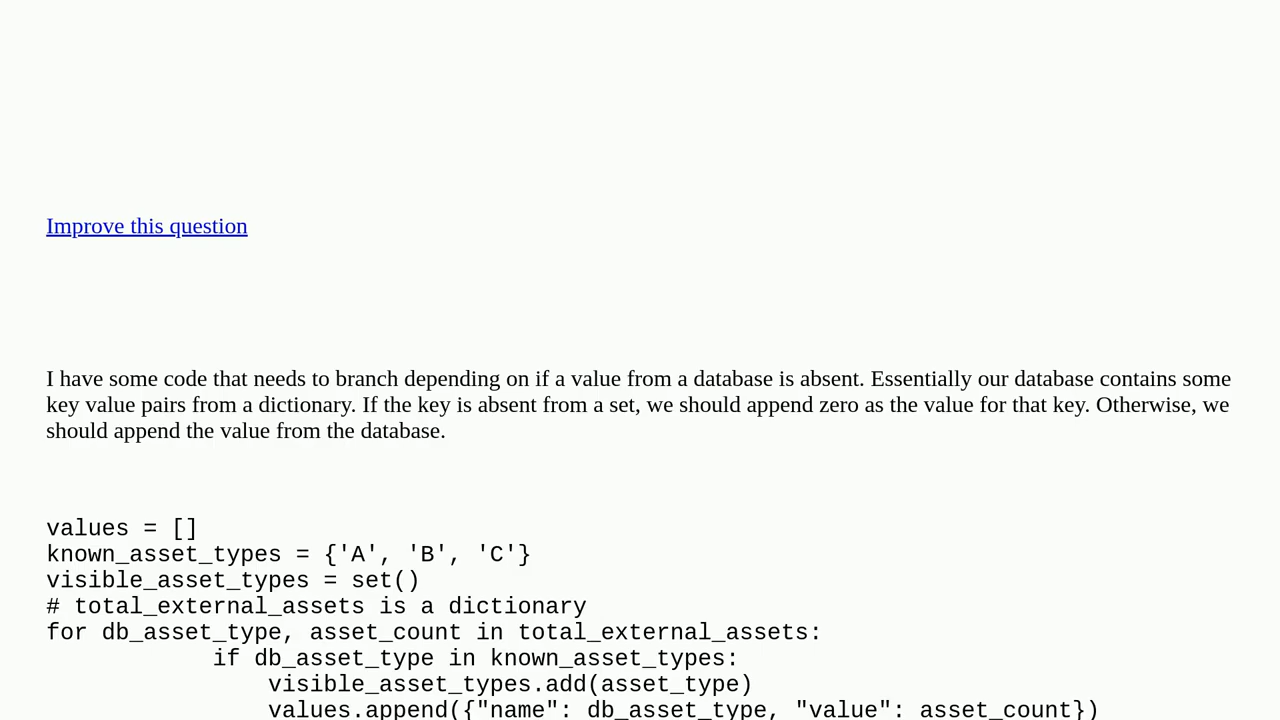 Improve this question
I have some code that needs to branch depending on if a value from a database is absent. Essentially our database contains some
key value pairs from a dictionary. If the key is absent from a set, we should append zero as the value for that key. Otherwise, we
should append the value from the database.
values = []
known_asset_types = {'A', 'B', 'C'}
visible_asset_types = set()
# total_external_assets is a dictionary
for db_asset_type, asset_count in total_external_assets:
            if db_asset_type in known_asset_types:
                visible_asset_types.add(asset_type)
                values.append({"name": db_asset_type, "value": asset_count})